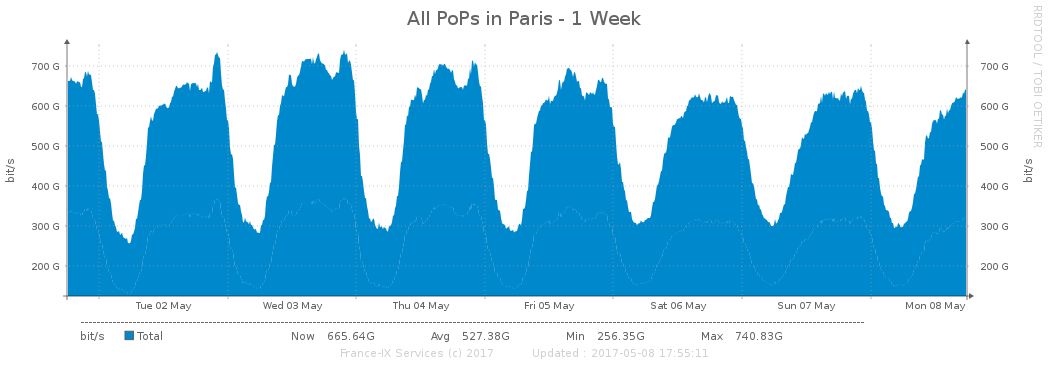 All PoPs in Paris - 1 Week
RRDTOOL / TOBI OETIKER
bit/s
bit/s
700 G 700 G
600 G 600 G
500 G 500 G
400 G 400 G
300 G 300 G
200 G 200 G
Tue 02 May Wed 03 May Thu 04 May Fri 05 May Sat 06 May Sun 07 May Mon 08 May
bit/s Total Now 665.64G Avg 527.38G Min 256.35G Max 740.83G
France-IX Services (c) 2017 Updated : 2017-05-08 17:55:11